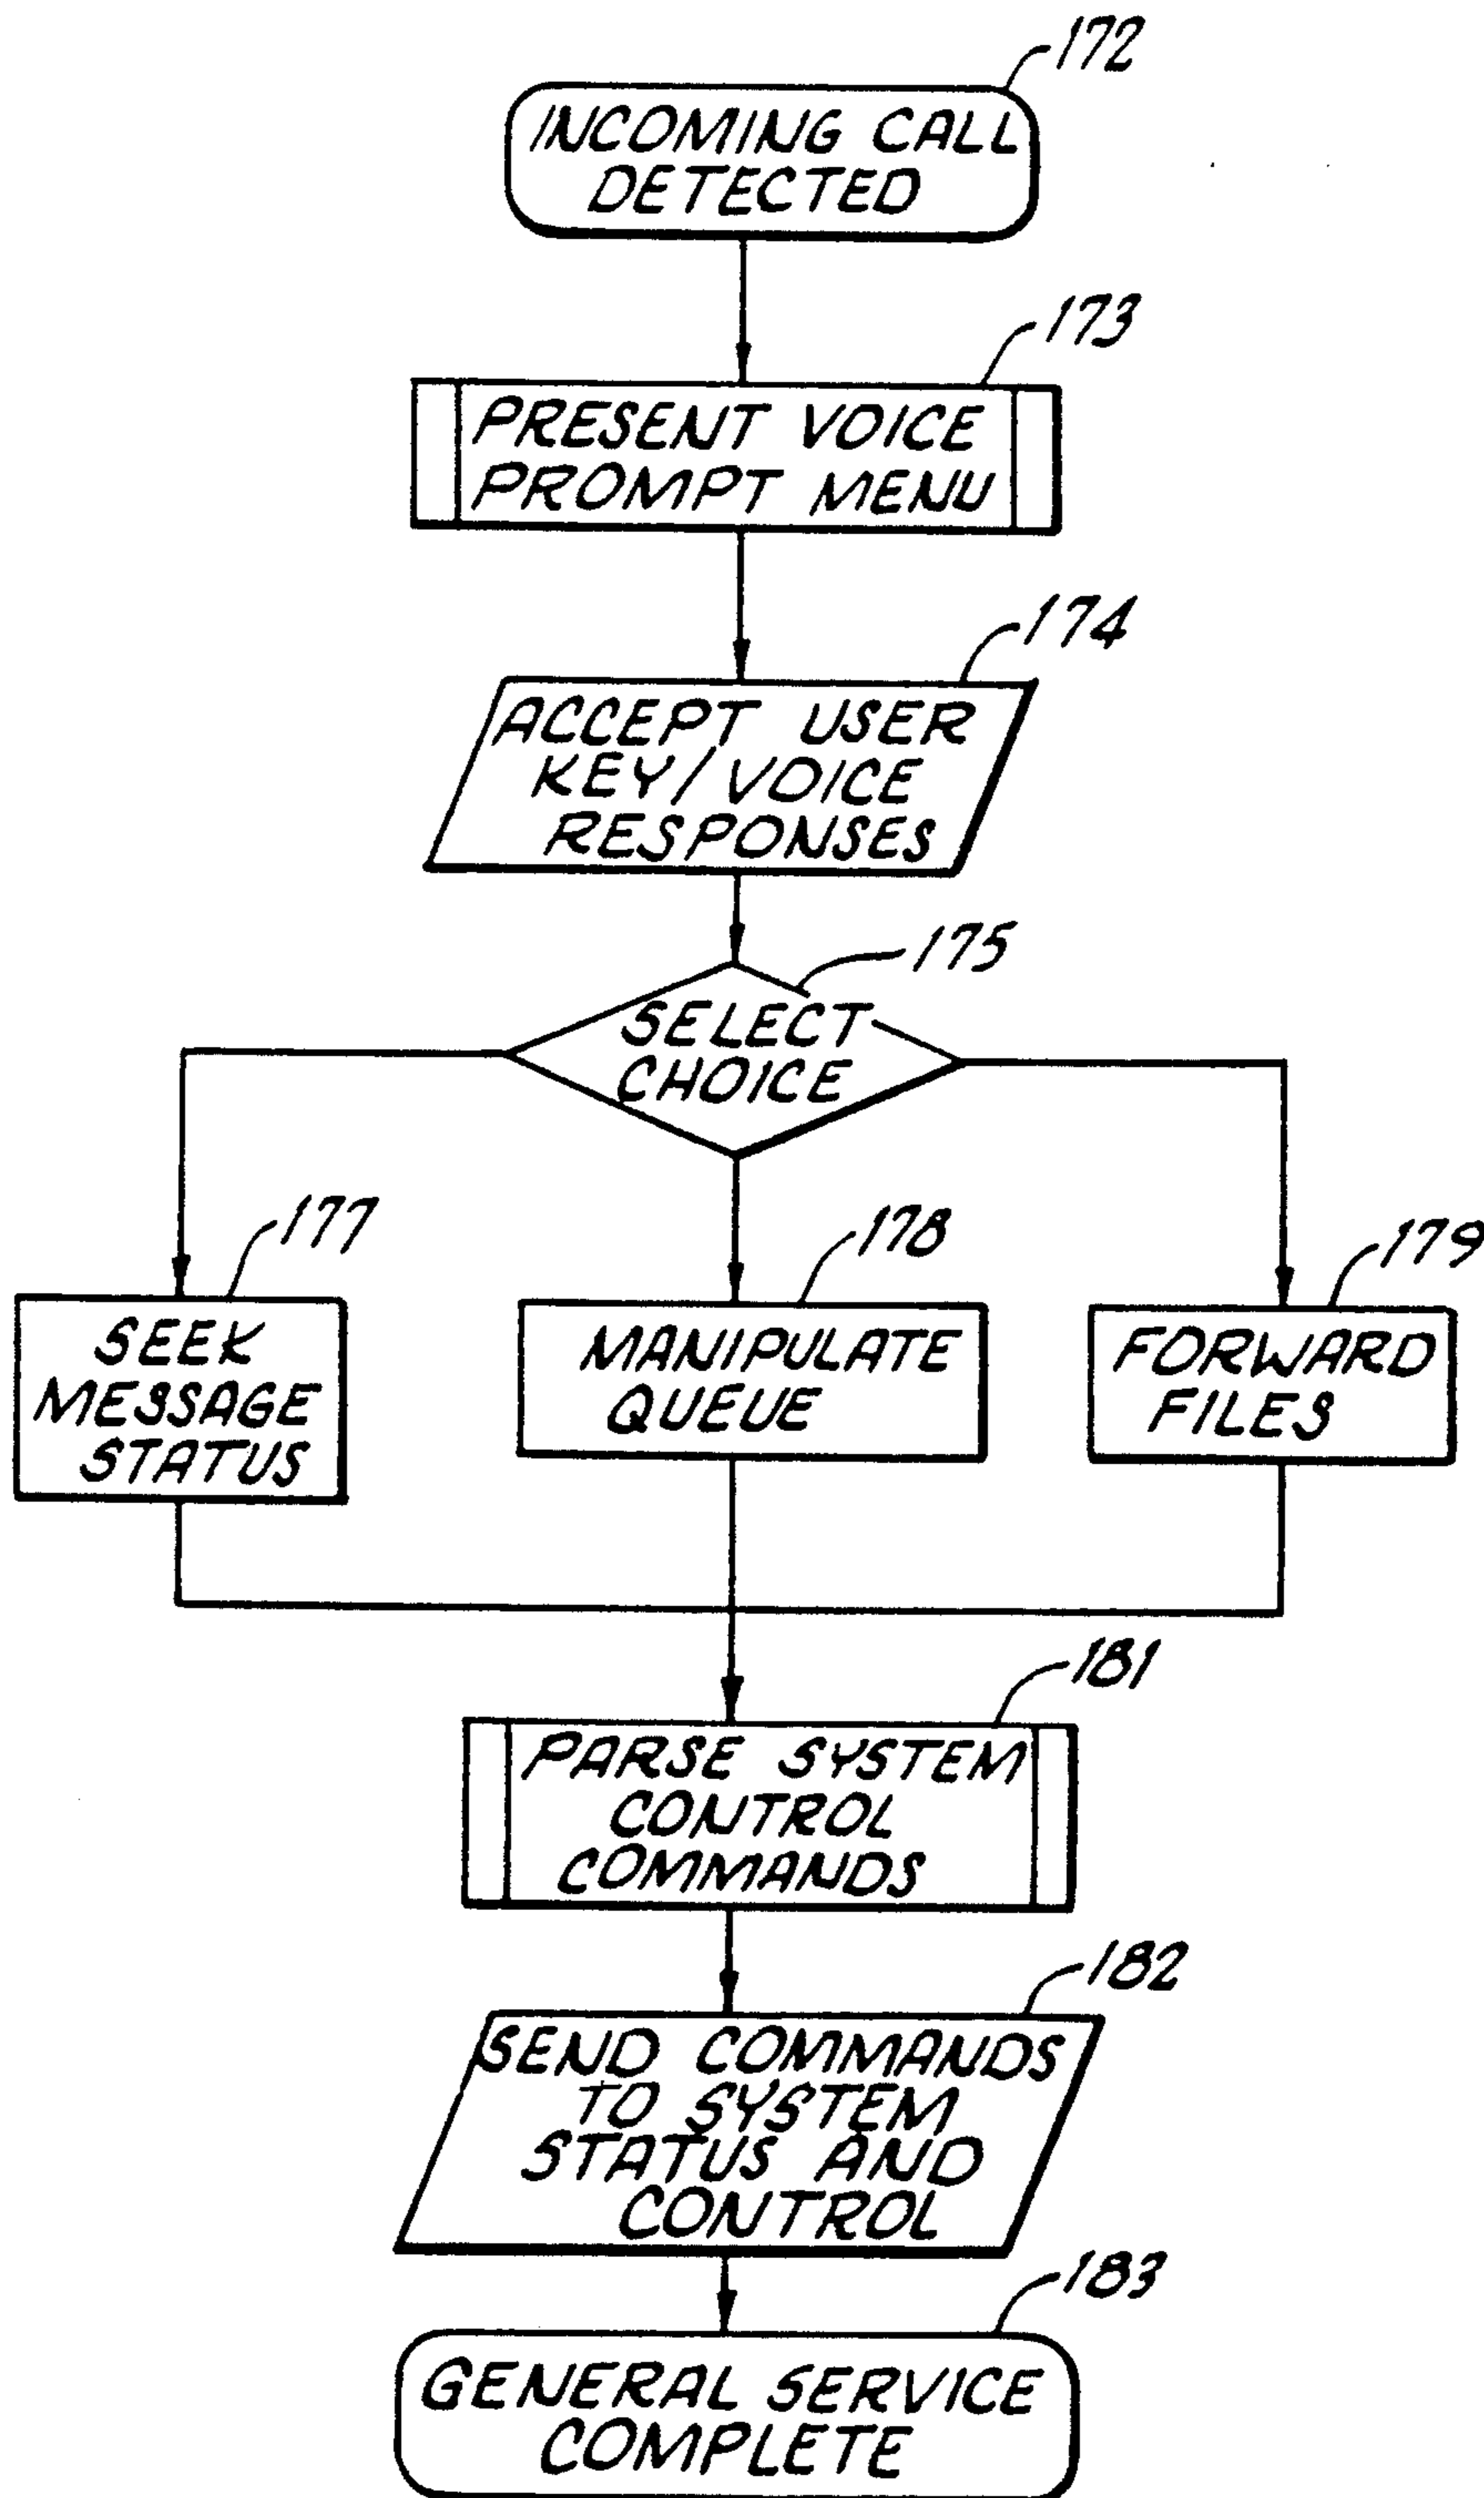 172
INCOMING CALL
DETECTED
173
PRESENT VOICE
PROMPT MENU
174
ACCEPT USER
KEY/VOICE
RESPONSES
175
SELECT
CHOICE
177
SEEK
MESSAGE
STATUS
178
MANIPULATE
QUEUE
179
FORWARD
FILES
181
PARSE SYSTEM
CONTROL
COMMANDS
182
SEND COMMANDS
TO SYSTEM
STATUS AND
CONTROL
183
GENERAL SERVICE
COMPLETE